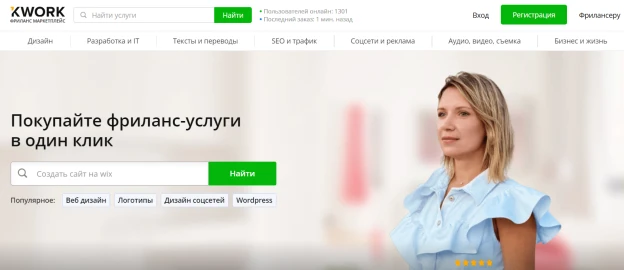 KWORK
ФРИЛАНС МАРКЕТПЛЕЙС
Найти услуги
Найти
Пользователей онлайн: 1301
Последний заказ: 1 мин. назад
Вход
Регистрация
Фрилансеру
Дизайн
Разработка и IT
Тексты и переводы
SEO и трафик
Соцсети и реклама
Аудио, видео, съемка
Бизнес и жизнь
Покупайте фриланс-услуги
в один клик
Создать сайт на wix
Найти
Популярное:
Веб дизайн
Логотипы
Дизайн соцсетей
Wordpress